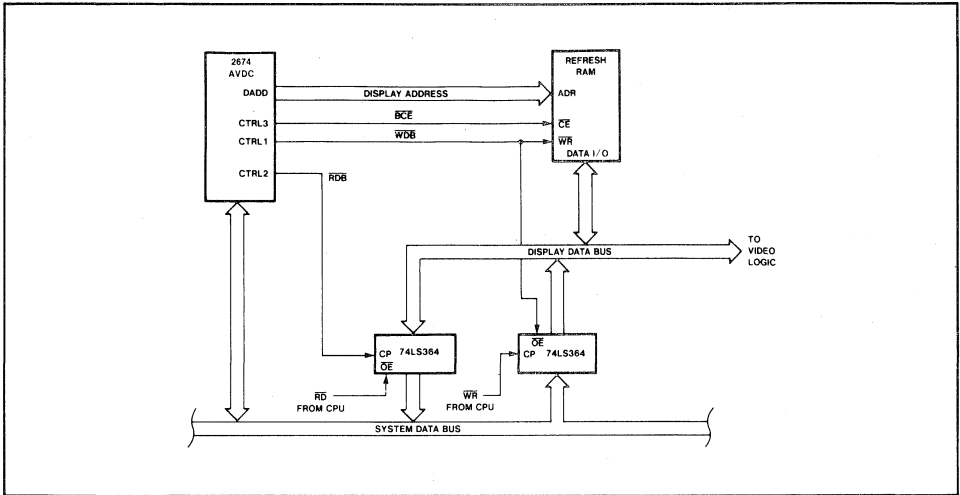 2674
AVDC
DADD
CTRL3
CTRL1
CTRL2
DISPLAY ADDRESS
BCE
WDB
RDB
REFRESH
RAM
ADR
CE
WR
DATA I/O
DISPLAY DATA BUS
TO
VIDEO
LOGIC
CP 74LS364
OE
RD
FROM CPU
OE
CP 74LS364
WR
FROM CPU
SYSTEM DATA BUS